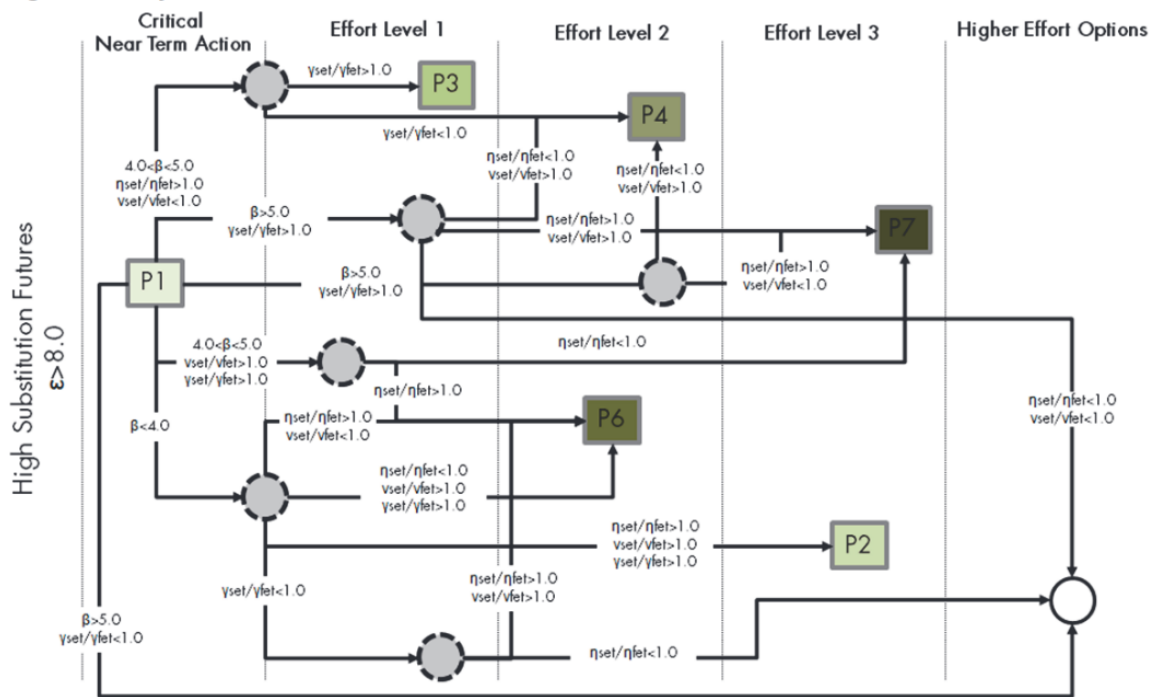 Critical
Near Term Action
Effort Level 1
Effort Level 2
Effort Level 3
Higher Effort Options
High Substitution Futures
ε>8.0
γset/γfet>1.0
P3
γset/γfet<1.0
P4
4.0<β<5.0
ηset/ηfet>1.0
vset/vfet<1.0
ηset/ηfet<1.0
vset/vfet>1.0
ηset/ηfet<1.0
vset/vfet>1.0
β>5.0
γset/γfet>1.0
ηset/ηfet>1.0
vset/vfet>1.0
P7
P1
β>5.0
γset/γfet>1.0
ηset/ηfet>1.0
vset/vfet<1.0
4.0<β<5.0
vset/vfet>1.0
γset/γfet>1.0
ηset/ηfet<1.0
ηset/ηfet>1.0
β<4.0
ηset/ηfet>1.0
vset/vfet<1.0
P6
ηset/ηfet<1.0
vset/vfet<1.0
ηset/ηfet<1.0
vset/vfet>1.0
γset/γfet>1.0
ηset/ηfet>1.0
vset/vfet>1.0
γset/γfet>1.0
P2
γset/γfet<1.0
ηset/ηfet>1.0
vset/vfet>1.0
β>5.0
γset/γfet<1.0
ηset/ηfet<1.0